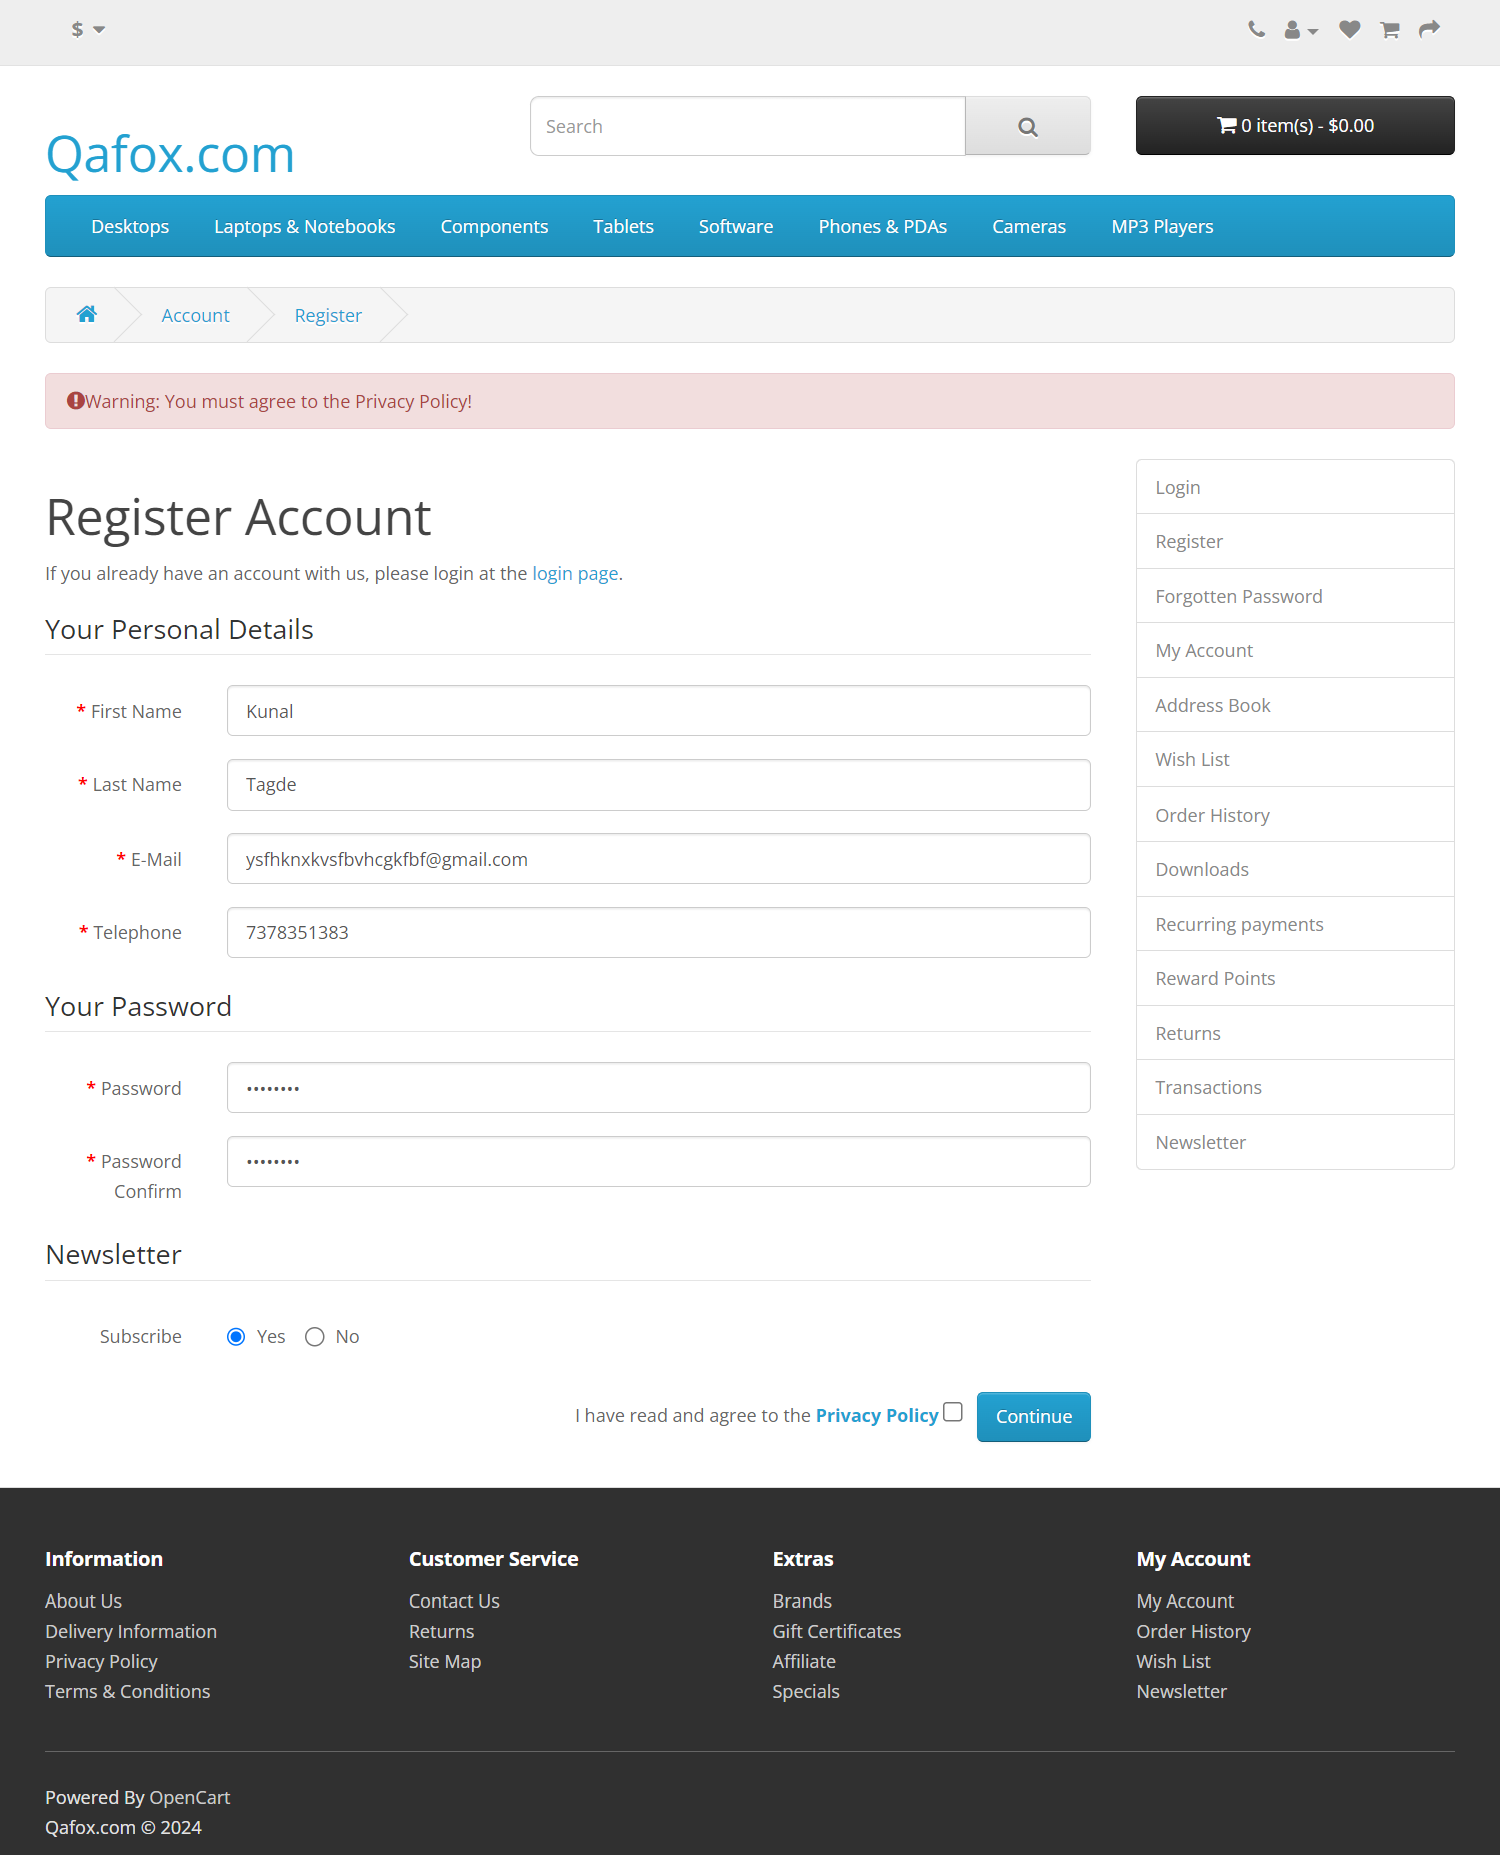 $
Search
0 item(s) - $0.00
Qafox.com
Desktops Laptops & Notebooks Components Tablets Software Phones & PDAs Cameras MP3 Players
Account Register
Warning: You must agree to the Privacy Policy!
Register Account
If you already have an account with us, please login at the login page.
Your Personal Details
* First Name Kunal
* Last Name Tagde
* E-Mail ysfhknxkvsfbvhcgkfbf@gmail.com
* Telephone 7378351383
Your Password
* Password ••••••••
* Password ••••••••
Confirm
Newsletter
Subscribe Yes No
I have read and agree to the Privacy Policy Continue
Login
Register
Forgotten Password
My Account
Address Book
Wish List
Order History
Downloads
Recurring payments
Reward Points
Returns
Transactions
Newsletter
Information
About Us
Delivery Information
Privacy Policy
Terms & Conditions
Customer Service
Contact Us
Returns
Site Map
Extras
Brands
Gift Certificates
Affiliate
Specials
My Account
My Account
Order History
Wish List
Newsletter
Powered By OpenCart
Qafox.com © 2024